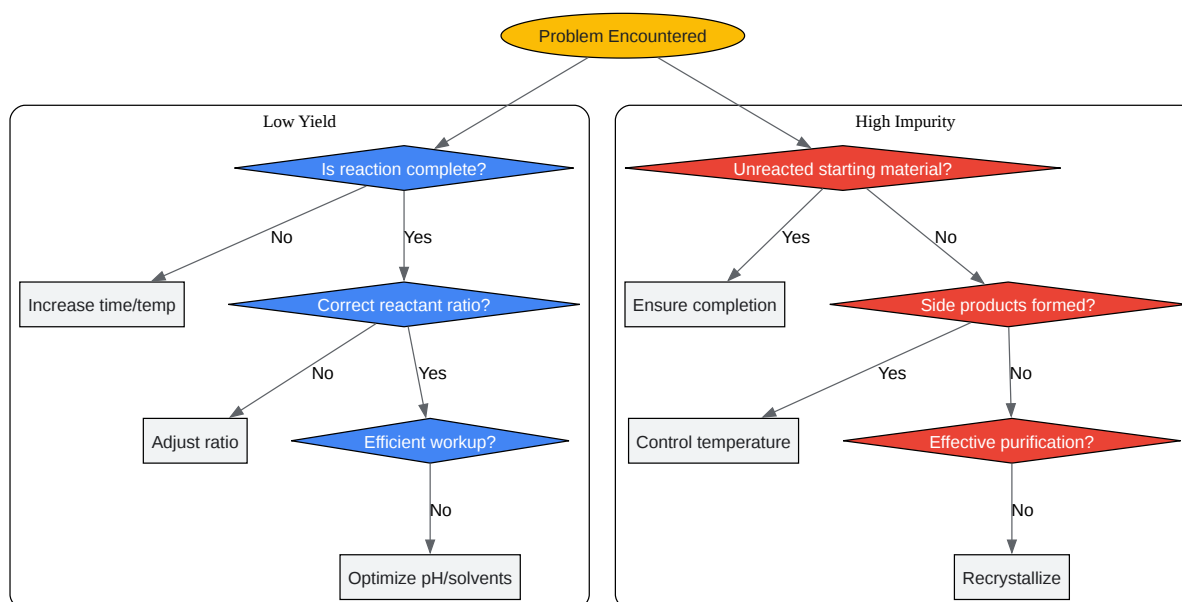 Problem Encountered
Low Yield
High Impurity
Is reaction complete?
Unreacted starting material?
No
Yes
Yes
No
Increase time/temp
Correct reactant ratio?
Ensure completion
Side products formed?
No
Yes
Yes
No
Adjust ratio
Efficient workup?
Control temperature
Effective purification?
No
No
Optimize pH/solvents
Recrystallize